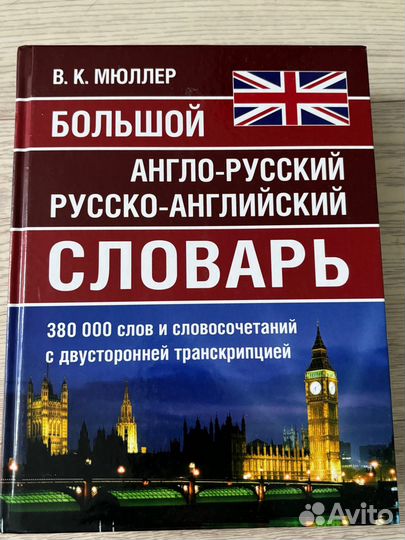 В. К. МЮЛЛЕР
БОЛЬШОЙ
АНГЛО-РУССКИЙ
РУССКО-АНГЛИЙСКИЙ
СЛОВАРЬ
380 000 слов и словосочетаний
с двусторонней транскрипцией
Avito